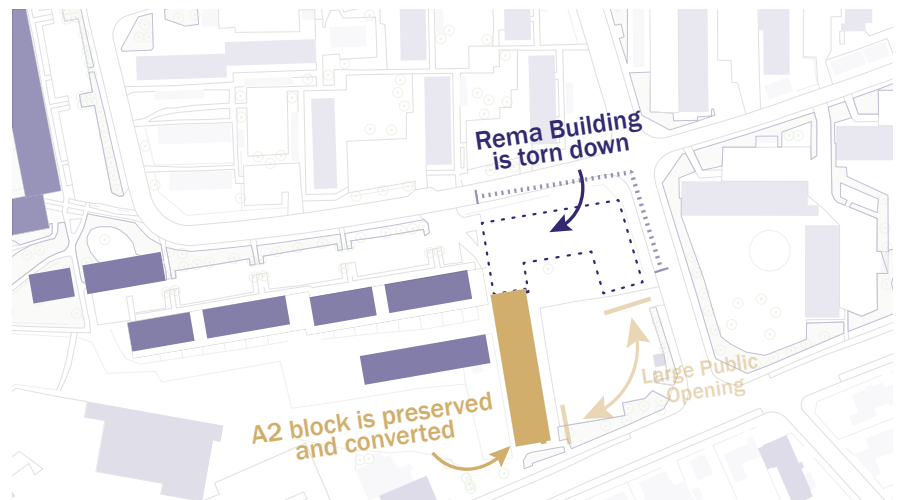 Rema Building
is torn down
Large Public
Opening
A2 block is preserved
and converted